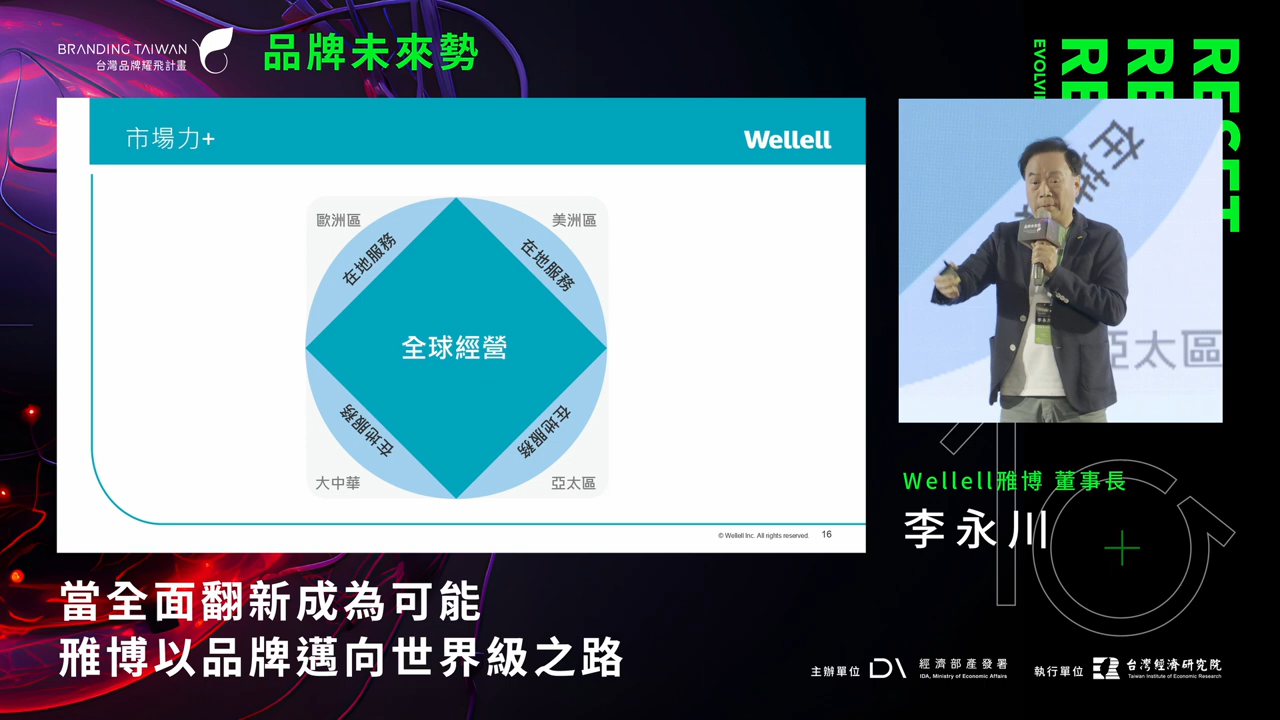 BRANDING TAIWAN
台灣品牌耀飛計畫
品牌未來勢
RESET
RE
RE
市場力+
Wellell
歐洲區
美洲區
在地服務
在地服務
全球經營
在地服務
在地服務
大中華
亞太區
© Wellell Inc. All rights reserved.
16
亞太區
Wellell雅博 董事長
李永川
當全面翻新成為可能
雅博以品牌邁向世界級之路
主辦單位
經濟部產發署
IDA, Ministry of Economic Affairs
執行單位
台灣經濟研究院
Taiwan Institute of Economic Research